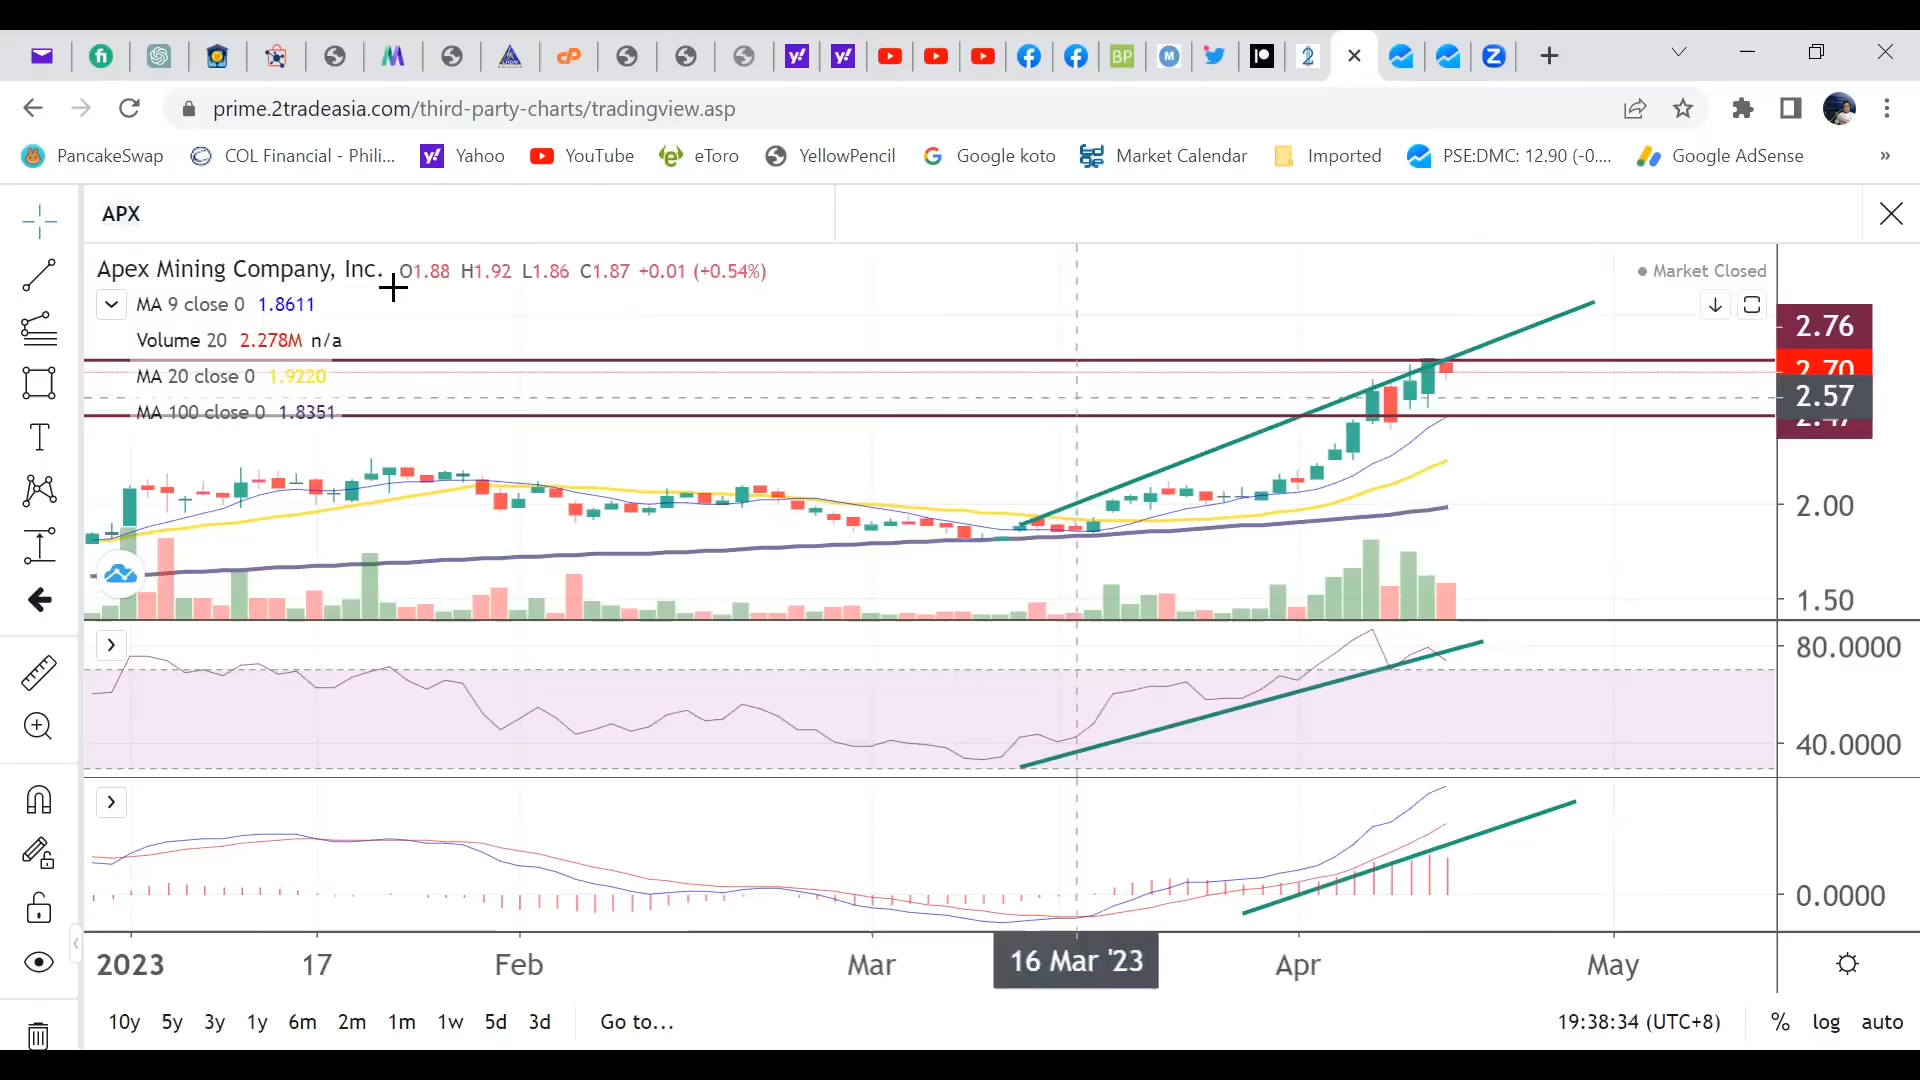 prime.2tradeasia.com/third-party-charts/tradingview.asp
PancakeSwap COL Financial - Phili... Yahoo YouTube eToro YellowPencil Google koto Market Calendar Imported PSE:DMC: 12.90 (-0.... Google AdSense »
APX
Apex Mining Company, Inc. O1.88 H1.92 L1.86 C1.87 +0.01 (+0.54%) Market Closed
MA 9 close 0 1.8611
Volume 20 2.278M n/a
MA 20 close 0 1.9220
MA 100 close 0 1.8351
2.76
2.70
2.57
2.47
2.00
1.50
80.0000
40.0000
0.0000
2023 17 Feb Mar 16 Mar '23 Apr May
10y 5y 3y 1y 6m 2m 1m 1w 5d 3d Go to... 19:38:34 (UTC+8) % log auto